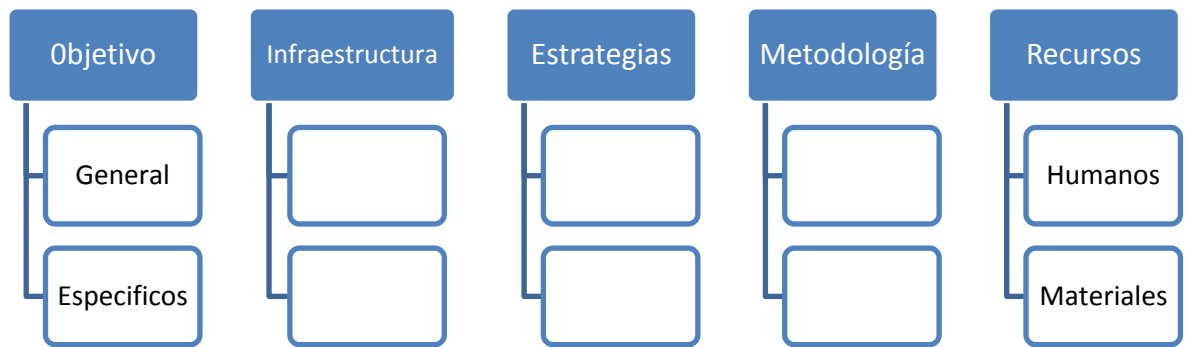 0bjetivo
Infraestructura
Estrategias
Metodología
Recursos
General
Humanos
Especificos
Materiales